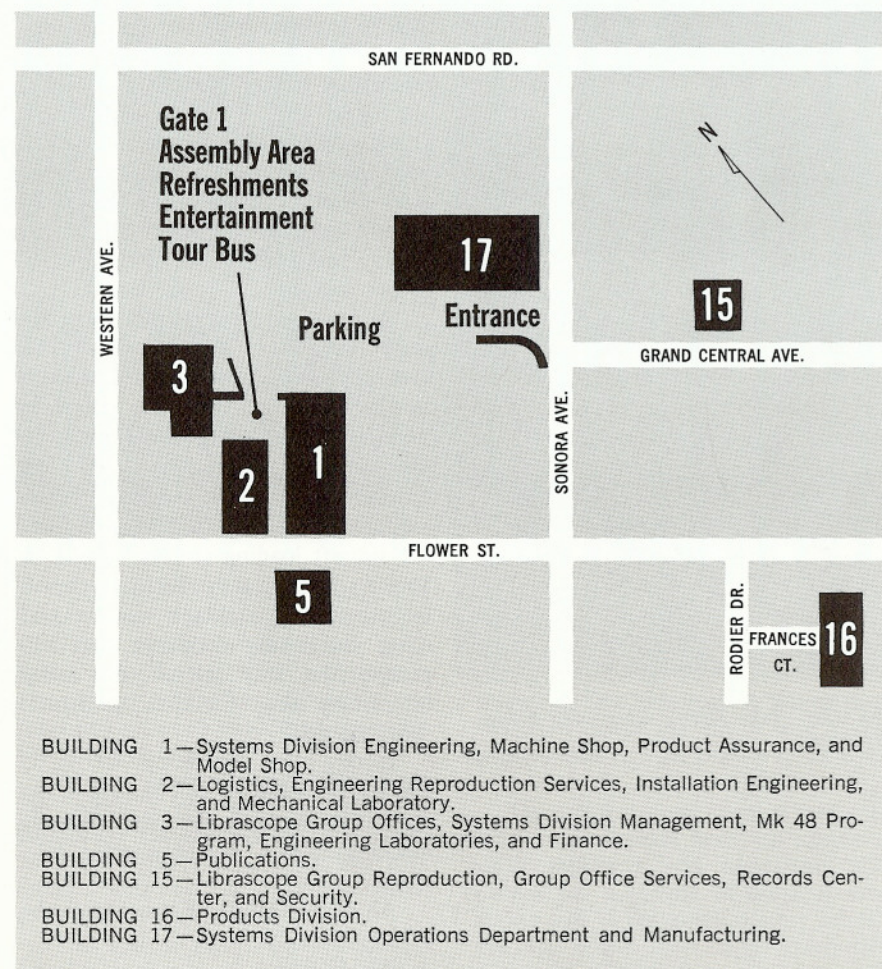 SAN FERNANDO RD.
Gate 1
Assembly Area
Refreshments
Entertainment
Tour Bus
N
WESTERN AVE.
17
15
Parking
Entrance
GRAND CENTRAL AVE.
3
SONORA AVE.
2
1
FLOWER ST.
5
RODIER DR.
FRANCES
CT.
16
BUILDING 1—Systems Division Engineering, Machine Shop, Product Assurance, and
Model Shop.
BUILDING 2—Logistics, Engineering Reproduction Services, Installation Engineering,
and Mechanical Laboratory.
BUILDING 3—Librascope Group Offices, Systems Division Management, Mk 48 Pro-
gram, Engineering Laboratories, and Finance.
BUILDING 5—Publications.
BUILDING 15—Librascope Group Reproduction, Group Office Services, Records Cen-
ter, and Security.
BUILDING 16—Products Division.
BUILDING 17—Systems Division Operations Department and Manufacturing.